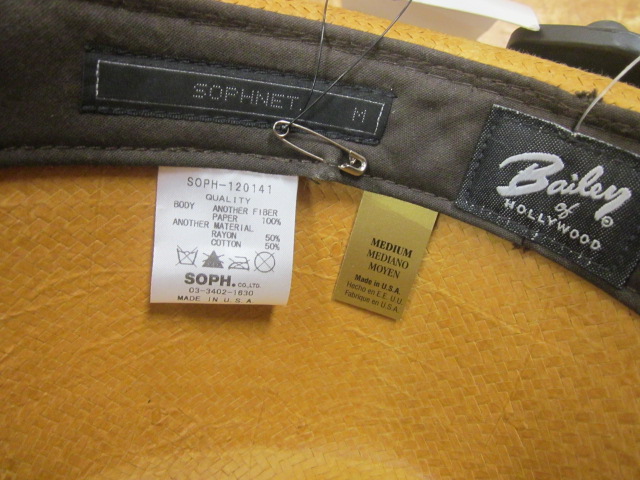 SOPHNET.
M
Bailey
of
HOLLYWOOD
SOPH-120141
QUALITY
BODY ANOTHER FIBER
PAPER 100%
ANOTHER MATERIAL
RAYON 50%
COTTON 50%
SOPH. CO.,LTD.
03-3402-1630
MADE IN U.S.A
MEDIUM
MEDIANO
MOYEN
Made in U.S.A.
Hecho en E.E.U.U.
Fabrique en U.S.A.